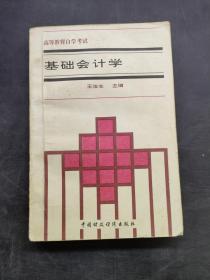 高等教育自学考试
基础会计学
主编
中国财政经济出版社